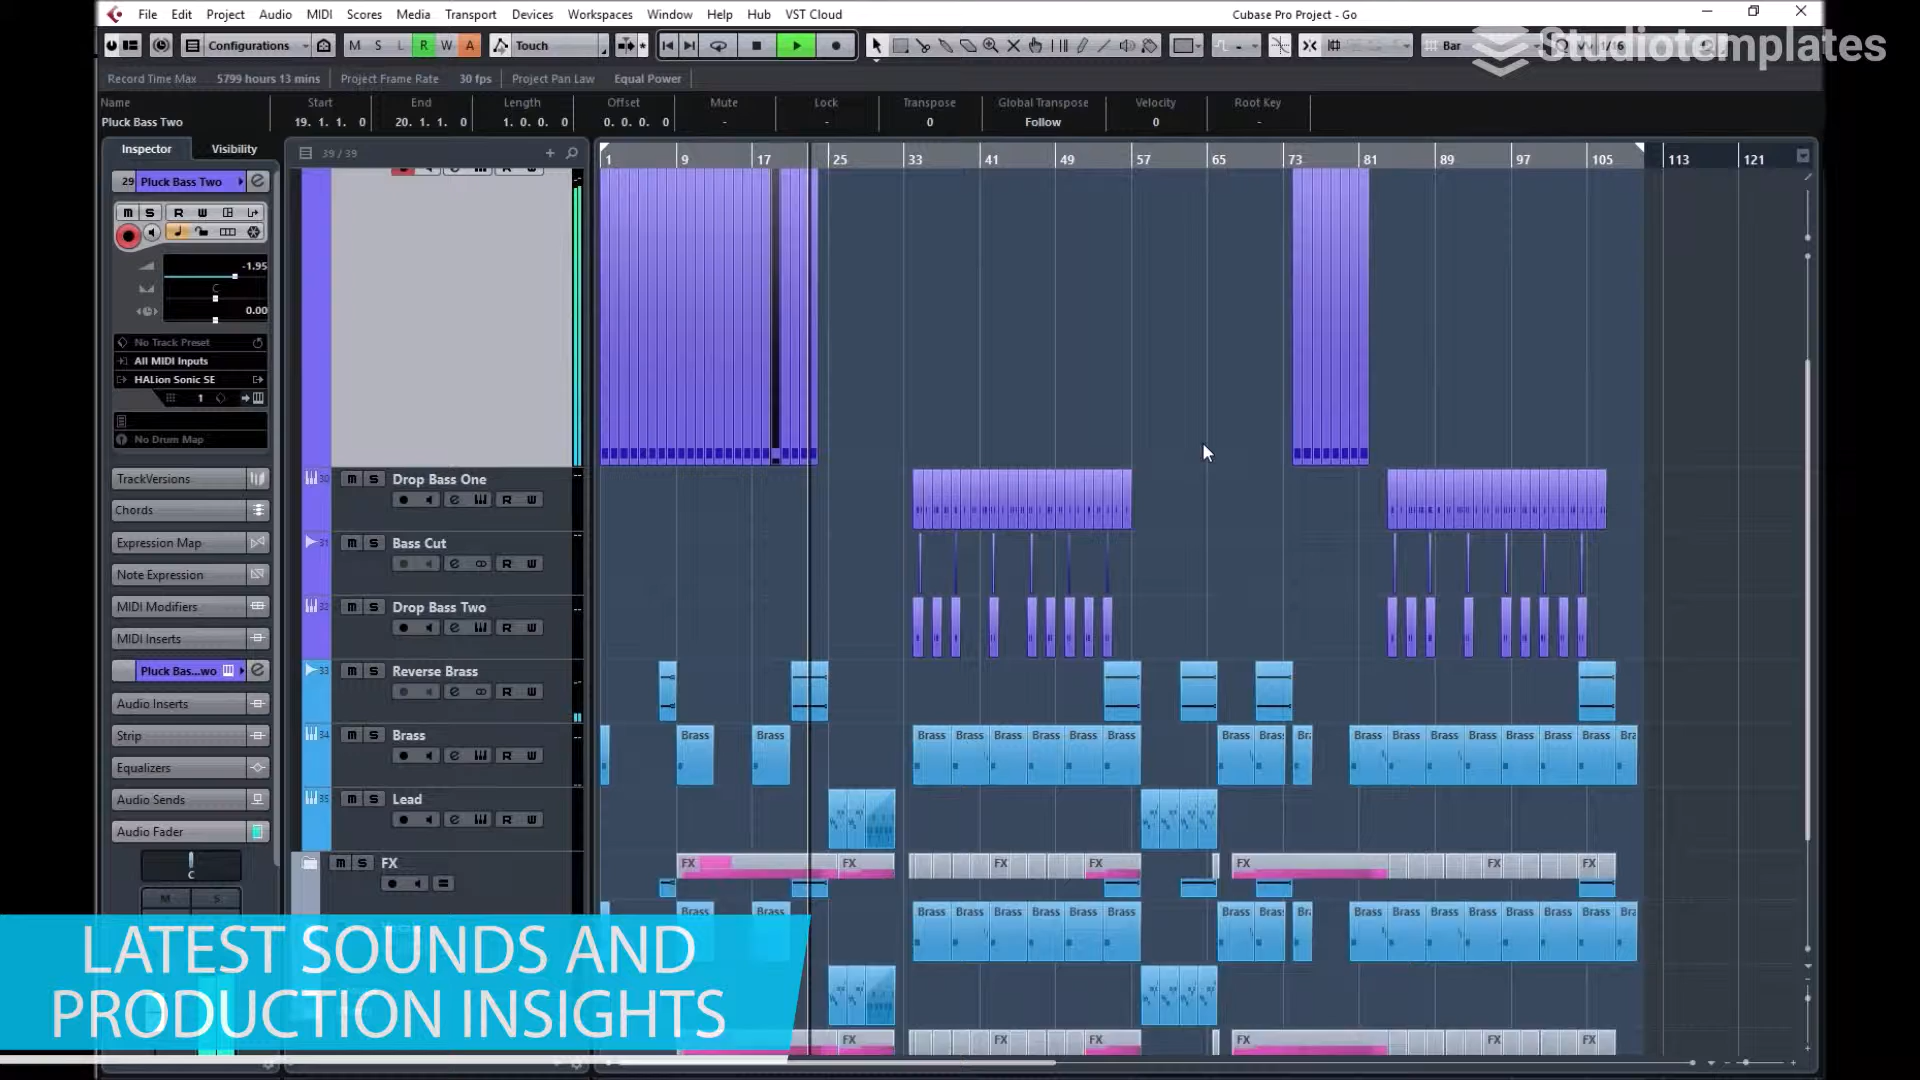 File Edit Project Audio MIDI Scores Media Transport Devices Workspaces Window Help Hub VST Cloud
Cubase Pro Project - Go
Configurations M S L R W A Touch
Bar 1/16
Studiotemplates
Record Time Max 5799 hours 13 mins Project Frame Rate 30 fps Project Pan Law Equal Power
Name Start End Length Offset Mute Lock Transpose Global Transpose Velocity Root Key
Pluck Bass Two 19. 1. 1. 0 20. 1. 1. 0 1. 0. 0. 0 0. 0. 0. 0 - - 0 Follow 0 -
Inspector Visibility
39 / 39
1 9 17 25 33 41 49 57 65 73 81 89 97 105 113 121
29 Pluck Bass Two
M S R W
-1.95
C
0.00
No Track Preset
All MIDI Inputs
HALion Sonic SE
1
No Drum Map
TrackVersions
Chords
Expression Map
Note Expression
MIDI Modifiers
MIDI Inserts
Pluck Bas...wo
Audio Inserts
Strip
Equalizers
Audio Sends
Audio Fader
C
M S
30 m S Drop Bass One
R W
31 m S Bass Cut
R W
32 m S Drop Bass Two
R W
33 m S Reverse Brass
R W
34 m S Brass
R W
Brass Brass Brass Brass Brass Brass Brass Brass Brass Brass Bra Brass Brass Brass Brass Brass Brass Brass Bra
35 m S Lead
R W
m S FX
FX FX FX FX FX FX FX
Brass Brass Brass Brass Brass Brass Brass Brass Brass Brass Bra Brass Brass Brass Brass Brass Brass Brass Bra
FX FX FX FX FX FX
LATEST SOUNDS AND
PRODUCTION INSIGHTS